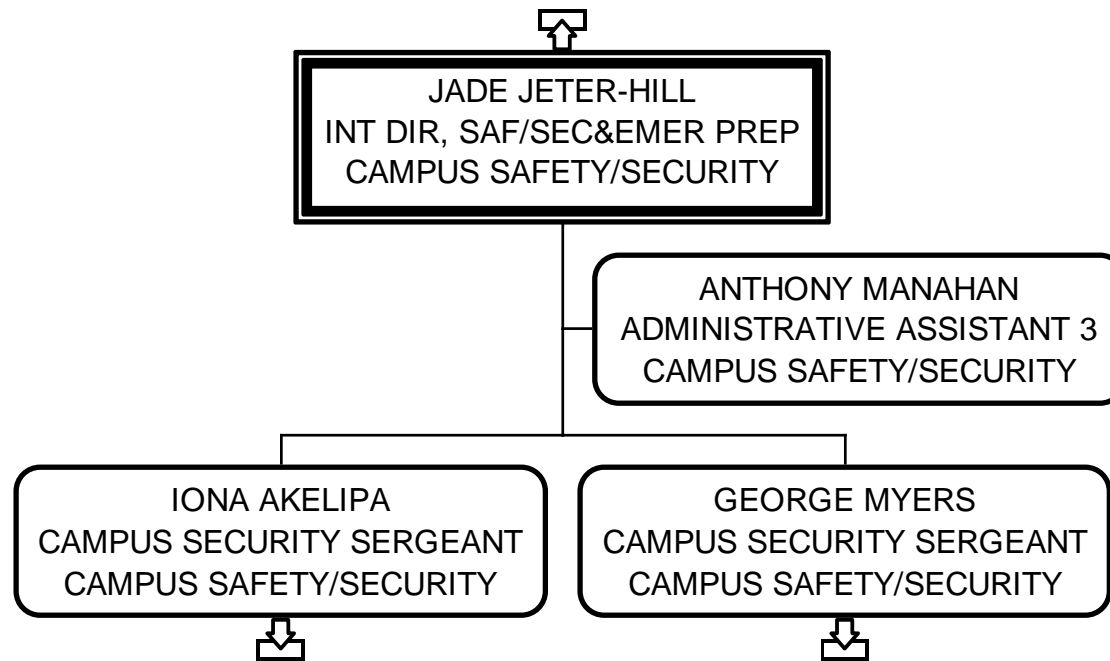 JADE JETER-HILL
INT DIR, SAF/SEC&EMER PREP
CAMPUS SAFETY/SECURITY
ANTHONY MANAHAN
ADMINISTRATIVE ASSISTANT 3
CAMPUS SAFETY/SECURITY
IONA AKELIPA
CAMPUS SECURITY SERGEANT
CAMPUS SAFETY/SECURITY
GEORGE MYERS
CAMPUS SECURITY SERGEANT
CAMPUS SAFETY/SECURITY